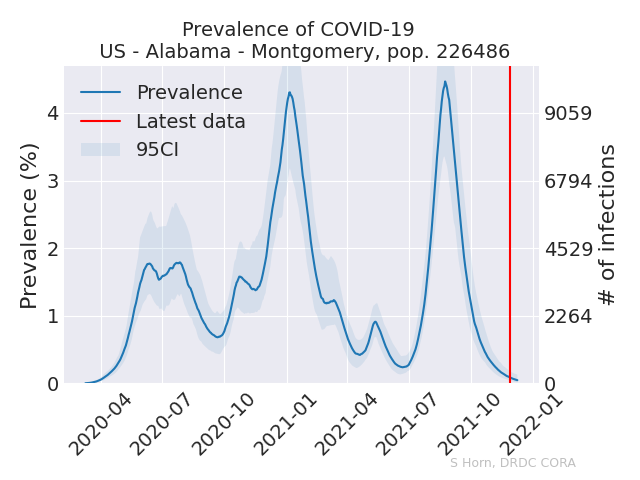 Prevalence of COVID-19
US - Alabama - Montgomery, pop. 226486
Prevalence
Latest data
95CI
Prevalence (%)
4
3
2
1
0
9059
6794
4529
2264
0
# of infections
2020-04
2020-07
2020-10
2021-01
2021-04
2021-07
2021-10
2022-01
S Horn, DRDC CORA